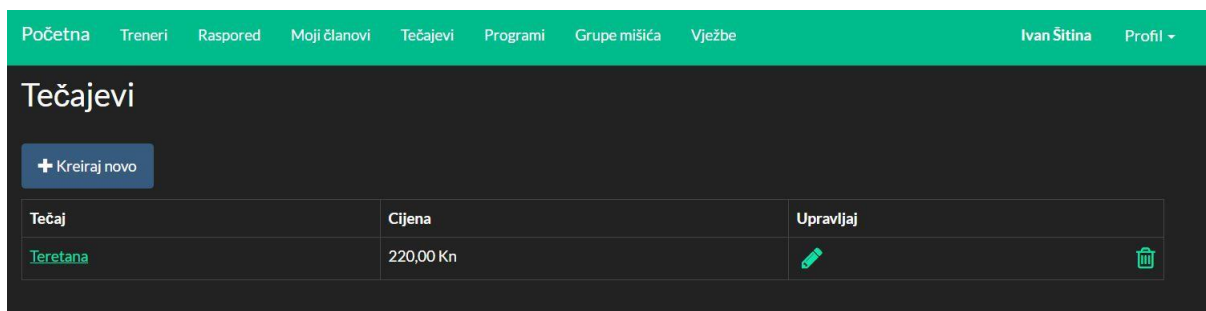 Početna Treneri Raspored Moji članovi Tečajevi Programi Grupe mišića Vježbe Ivan Šitina Profil
Tečajevi
Kreiraj novo
Tečaj Cijena Upravljaj
Teretana 220,00 Kn